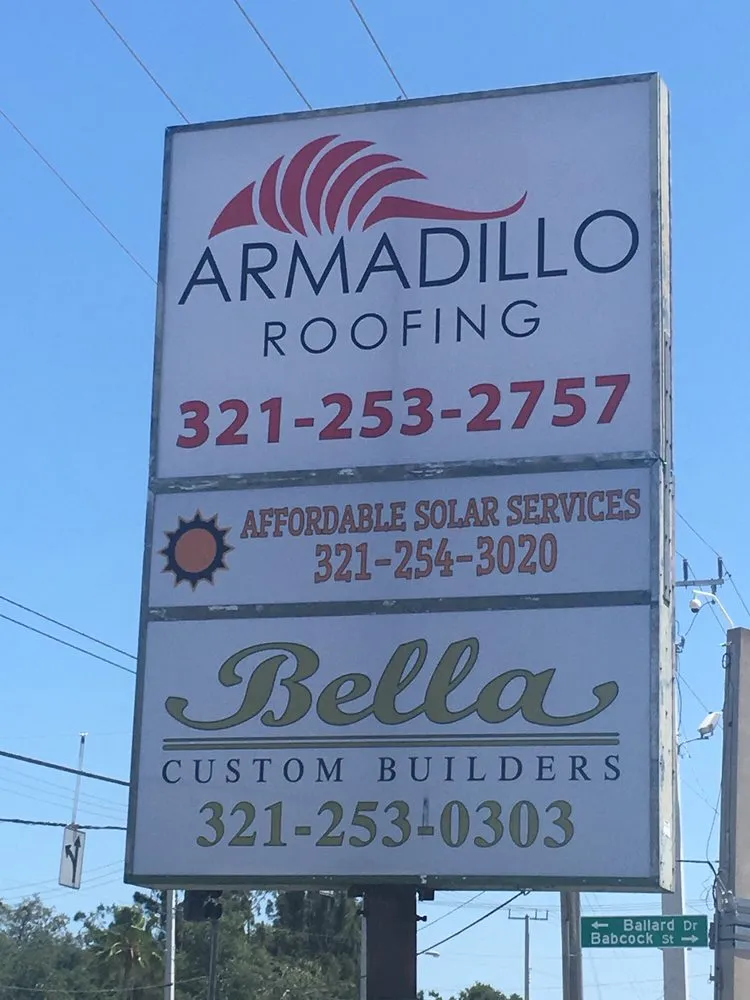 ARMADILLO
ROOFING
321-253-2757
AFFORDABLE SOLAR SERVICES
321-254-3020
Bella
CUSTOM BUILDERS
321-253-0303
← Ballard Dr
Babcock St →